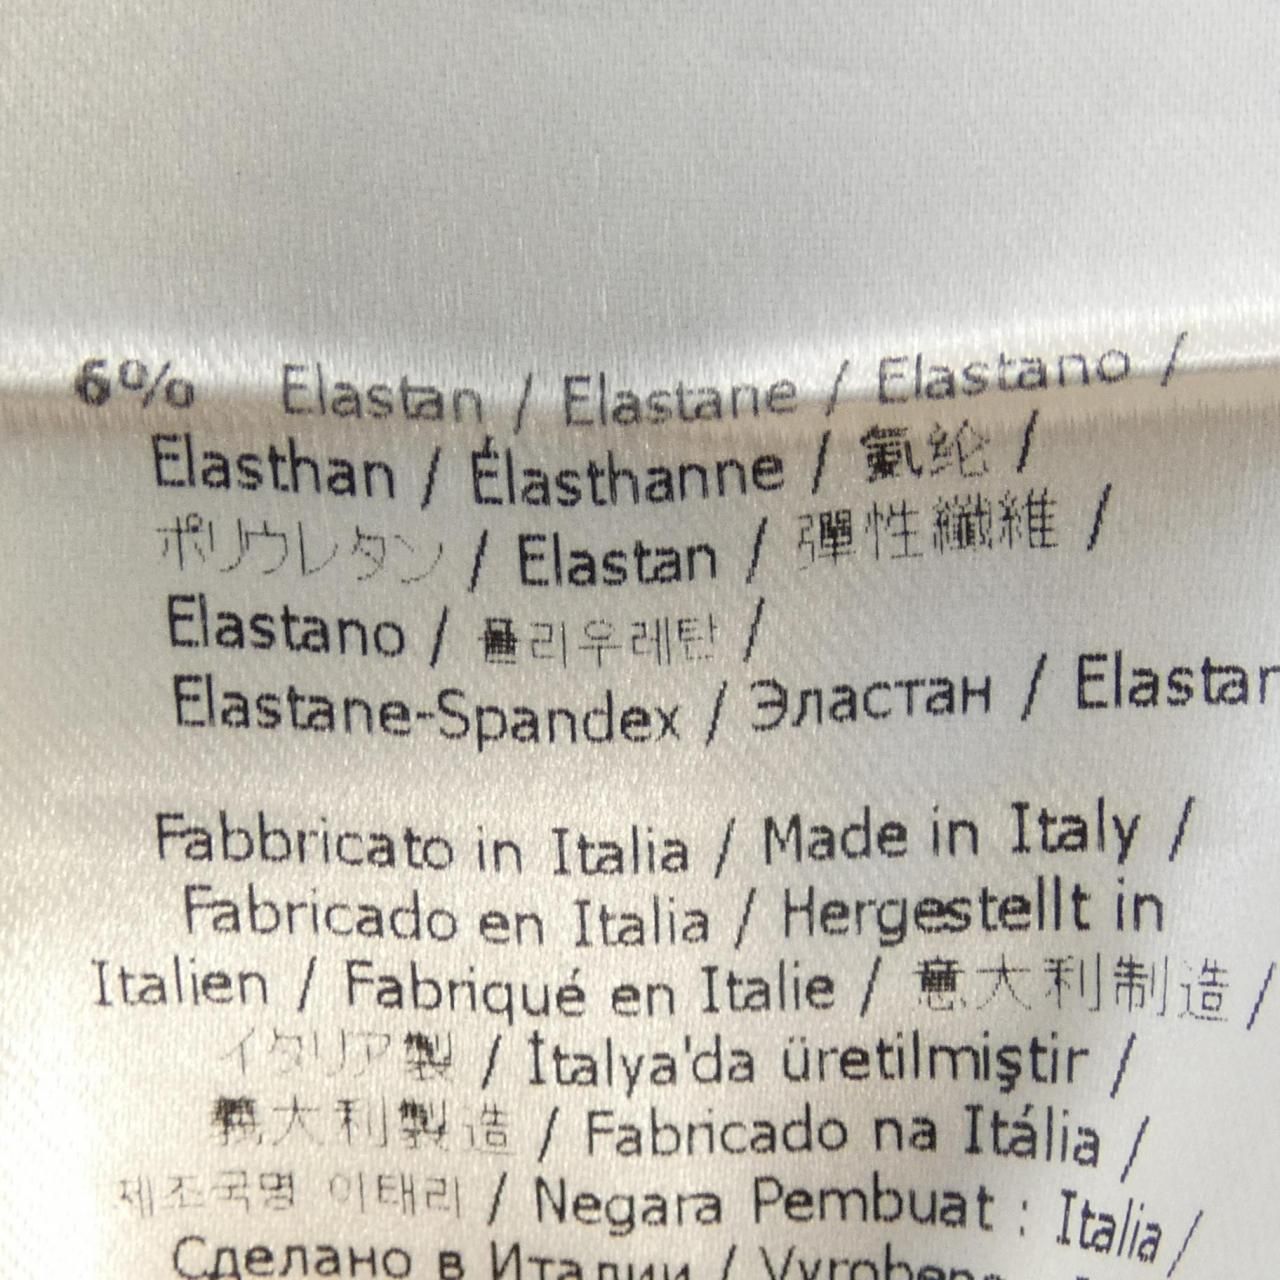 6% Elastan / Elastane / Elastano /
Elasthan / Élasthanne / 氨纶 /
ポリウレタン / Elastan / 彈性纖維 /
Elastano / 폴리우레탄 /
Elastane-Spandex / Эластан / Elastan
Fabbricato in Italia / Made in Italy /
Fabricado en Italia / Hergestellt in
Italien / Fabriqué en Italie / 意大利制造 /
イタリア製 / İtalya'da üretilmiştir /
義大利製造 / Fabricado na Itália /
제조국명 이태리 / Negara Pembuat : Italia /
Сделано в Италии / Vyrobeno